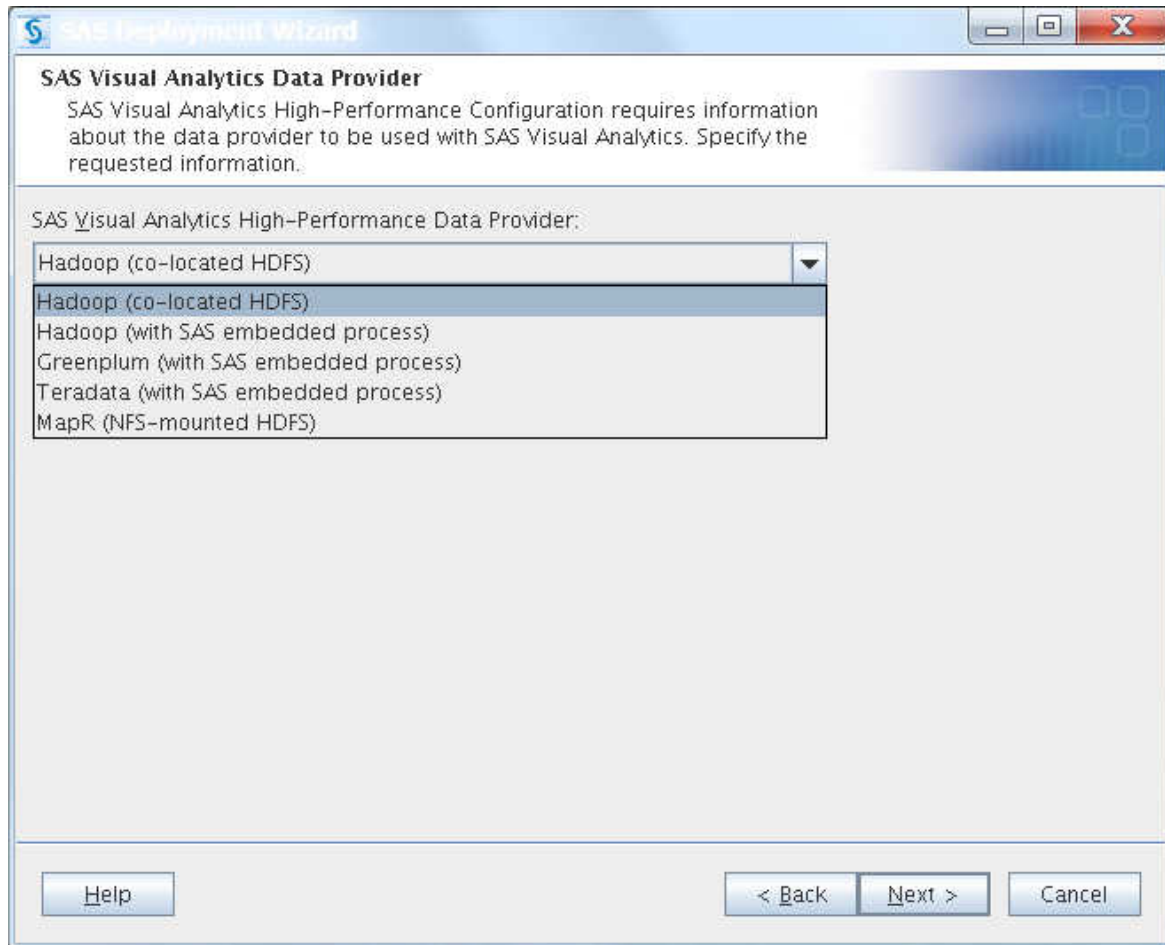 SAS Deployment Wizard
SAS Visual Analytics Data Provider
SAS Visual Analytics High-Performance Configuration requires information
about the data provider to be used with SAS Visual Analytics. Specify the
requested information.
SAS Visual Analytics High-Performance Data Provider:
Hadoop (co-located HDFS)
Hadoop (co-located HDFS)
Hadoop (with SAS embedded process)
Greenplum (with SAS embedded process)
Teradata (with SAS embedded process)
MapR (NFS-mounted HDFS)
Help < Back Next > Cancel